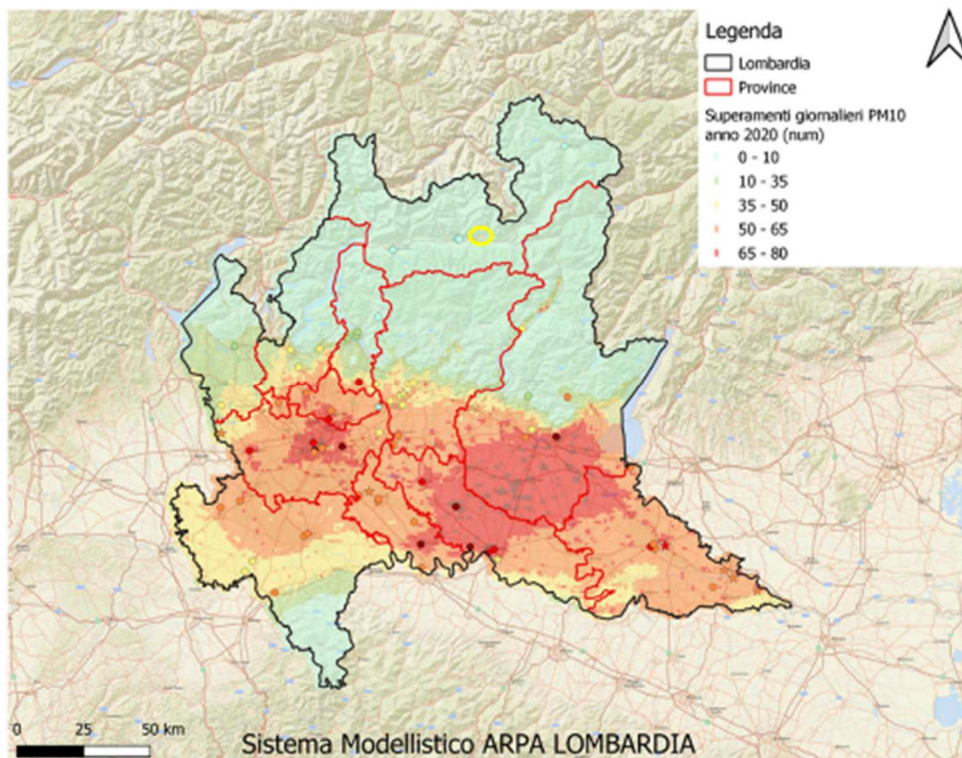 Legenda
Lombardia
Province
Superamenti giornalieri PM10
anno 2020 (num)
0 - 10
10 - 35
35 - 50
50 - 65
65 - 80
0 25 50 km
Sistema Modellistico ARPA LOMBARDIA